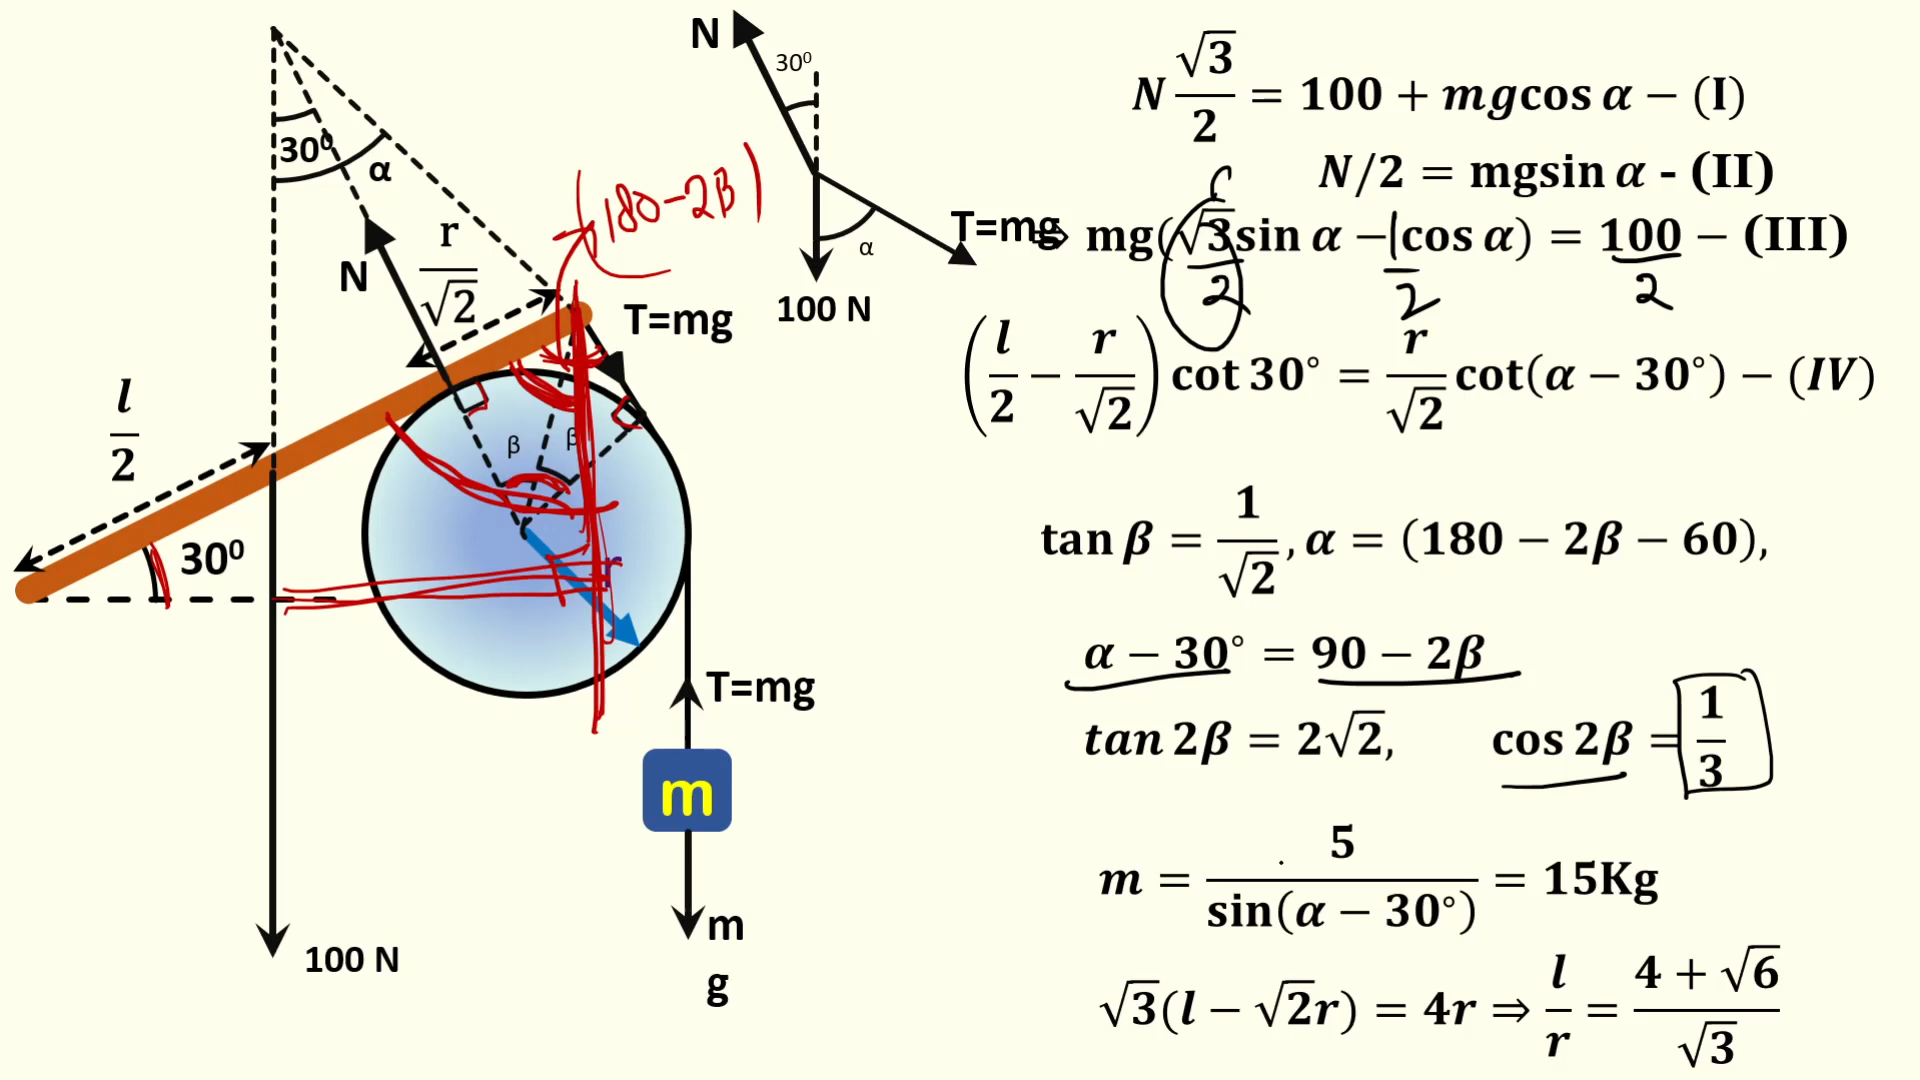 N
30⁰
30⁰
α
(180-2β)
r/√2
N
T=mg
α
T=mg
100 N
l/2
β
β
30⁰
r
T=mg
m
m
g
100 N
N √3/2 = 100 + mgcos α − (I)
N/2 = mgsin α - (II)
⇒ mg(√3/2 sin α − 1/2 cos α) = 100/2 − (III)
(l/2 − r/√2) cot 30° = r/√2 cot(α − 30°) − (IV)
tan β = 1/√2, α = (180 − 2β − 60),
α − 30° = 90 − 2β
tan 2β = 2√2, cos 2β = 1/3
m = 5/sin(α − 30°) = 15Kg
√3(l − √2r) = 4r ⇒ l/r = (4 + √6)/√3